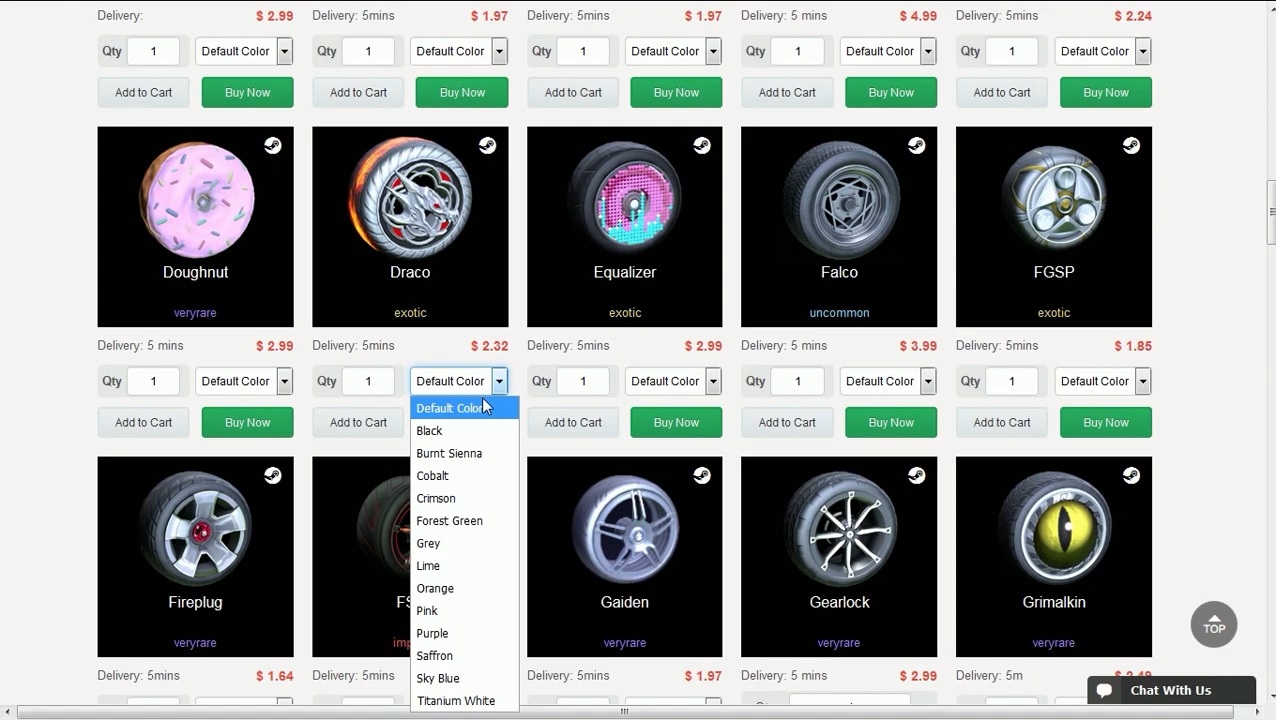 Delivery: $ 2.99 Delivery: 5mins $ 1.97 Delivery: 5mins $ 1.97 Delivery: 5 mins $ 4.99 Delivery: 5mins $ 2.24
Qty 1 Default Color Qty 1 Default Color Qty 1 Default Color Qty 1 Default Color Qty 1 Default Color
Add to Cart Buy Now Add to Cart Buy Now Add to Cart Buy Now Add to Cart Buy Now Add to Cart Buy Now
Doughnut Draco Equalizer Falco FGSP
veryrare exotic exotic uncommon exotic
Delivery: 5 mins $ 2.99 Delivery: 5mins $ 2.32 Delivery: 5mins $ 2.99 Delivery: 5mins $ 3.99 Delivery: 5mins $ 1.85
Qty 1 Default Color Qty 1 Default Color Qty 1 Default Color Qty 1 Default Color Qty 1 Default Color
Add to Cart Buy Now Add to Cart Add to Cart Buy Now Add to Cart Buy Now Add to Cart Buy Now
Default Color
Black
Burnt Sienna
Cobalt
Crimson
Forest Green
Grey
Lime
Orange
Pink
Purple
Saffron
Sky Blue
Titanium White
Fireplug Gaiden Gearlock Grimalkin
veryrare veryrare veryrare veryrare
Delivery: 5mins $ 1.64 Delivery: 5mins Delivery: 5mins $ 1.97 Delivery: 5mins $ 2.99 Delivery: 5m
TOP
Chat With Us